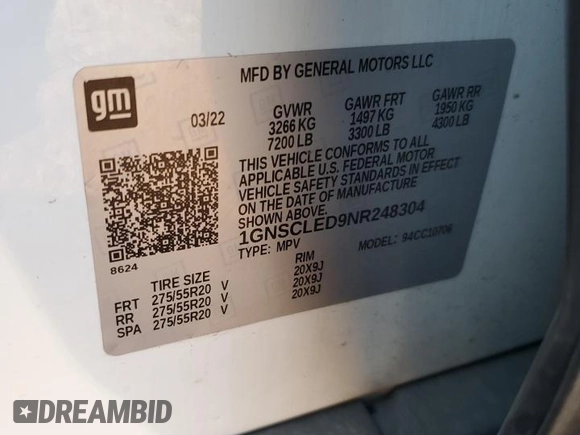 gm
MFD BY GENERAL MOTORS LLC
03/22
GVWR GAWR FRT GAWR RR
3266 KG 1497 KG 1950 KG
7200 LB 3300 LB 4300 LB
THIS VEHICLE CONFORMS TO ALL
APPLICABLE U.S. FEDERAL MOTOR
VEHICLE SAFETY STANDARDS IN EFFECT
ON THE DATE OF MANUFACTURE
SHOWN ABOVE.
1GNSCLED9NR248304
TYPE: MPV MODEL: 94CC10706
8624
TIRE SIZE RIM
FRT 275/55R20 V 20X9J
RR 275/55R20 V 20X9J
SPA 275/55R20 V 20X9J
DREAMBID